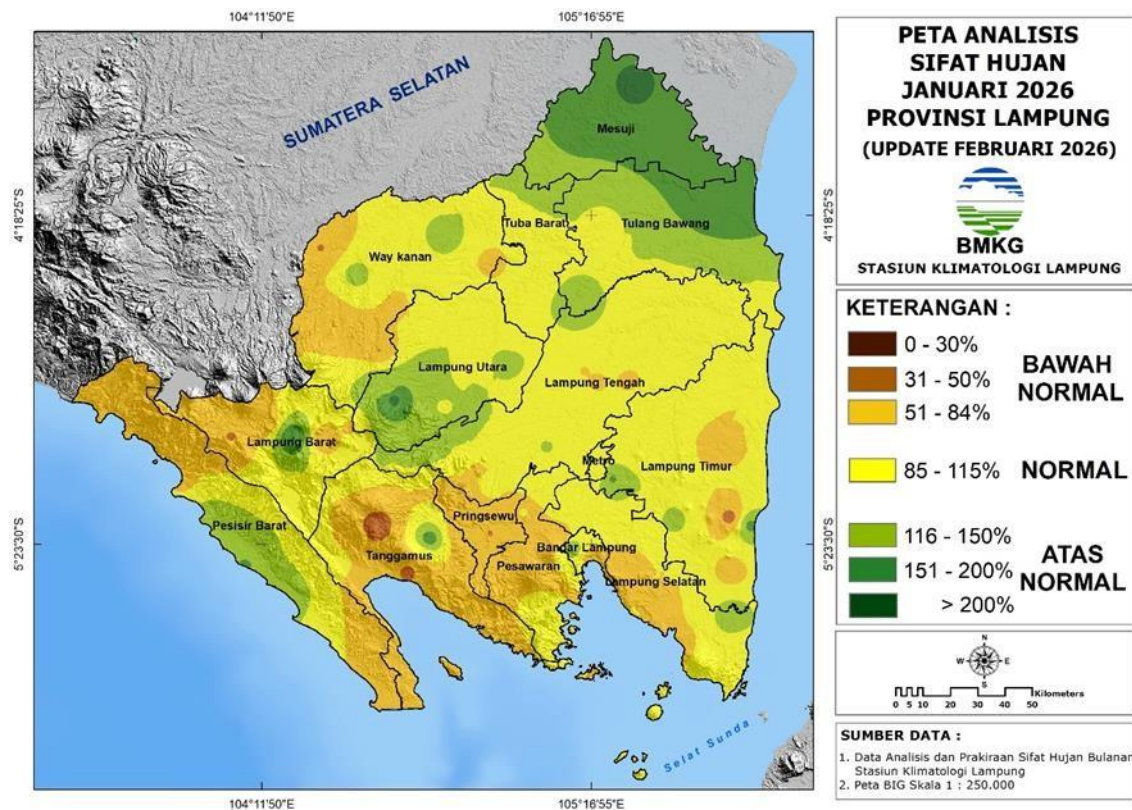 104°11'50"E
105°16'55"E
SUMATERA SELATAN
Mesuji
4°18'25"S
4°18'25"S
Tuba Barat
Tulang Bawang
Way kanan
Lampung Utara
Lampung Tengah
Lampung Barat
Metro
Lampung Timur
Pesisir Barat
Pringsewu
5°23'30"S
5°23'30"S
Tanggamus
Bandar Lampung
Pesawaran
Lampung Selatan
Selat Sunda
104°11'50"E
105°16'55"E
PETA ANALISIS
SIFAT HUJAN
JANUARI 2026
PROVINSI LAMPUNG
(UPDATE FEBRUARI 2026)
BMKG
STASIUN KLIMATOLOGI LAMPUNG
KETERANGAN :
0 - 30%
31 - 50%
51 - 84%
BAWAH
NORMAL
85 - 115%
NORMAL
116 - 150%
151 - 200%
> 200%
ATAS
NORMAL
N
W
E
S
0 5 10 20 30 40 50
Kilometers
SUMBER DATA :
1. Data Analisis dan Prakiraan Sifat Hujan Bulanan
Stasiun Klimatologi Lampung
2. Peta BIG Skala 1 : 250.000